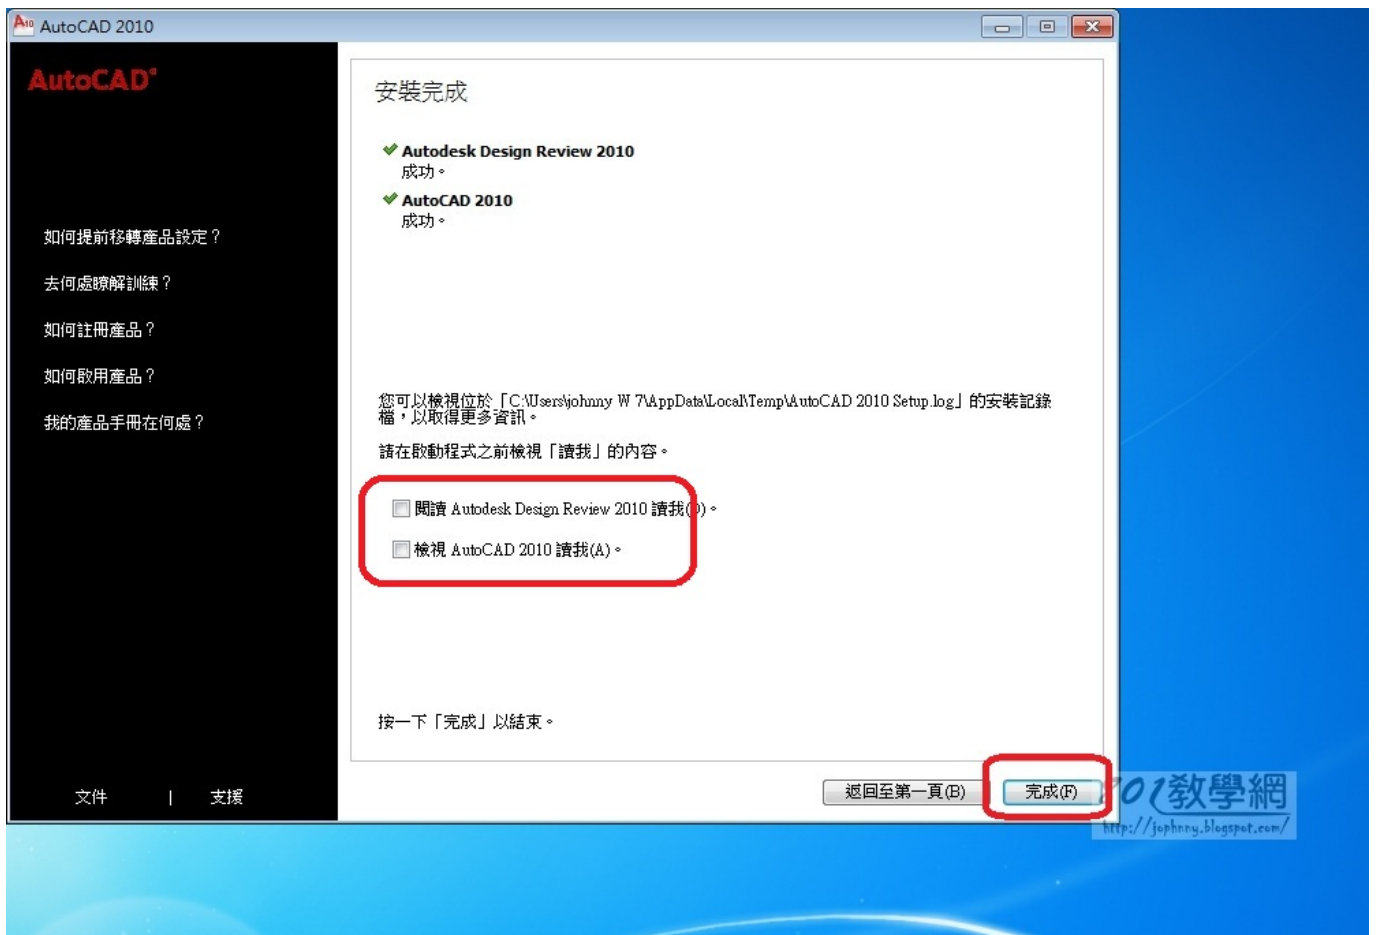 AutoCAD 2010
AutoCAD
安裝完成
Autodesk Design Review 2010
成功。
AutoCAD 2010
成功。
如何提前移轉產品設定？
去何處瞭解訓練？
如何註冊產品？
如何啟用產品？
我的產品手冊在何處？
您可以檢視位於「C:\Users\johnny W 7\AppData\Local\Temp\AutoCAD 2010 Setup.log」的安裝記錄
檔，以取得更多資訊。
請在啟動程式之前檢視「讀我」的內容。
閱讀 Autodesk Design Review 2010 讀我(D)。
檢視 AutoCAD 2010 讀我(A)。
按一下「完成」以結束。
文件 | 支援
返回至第一頁(B)
完成(F)
901教學網
http://jophnny.blogspot.com/